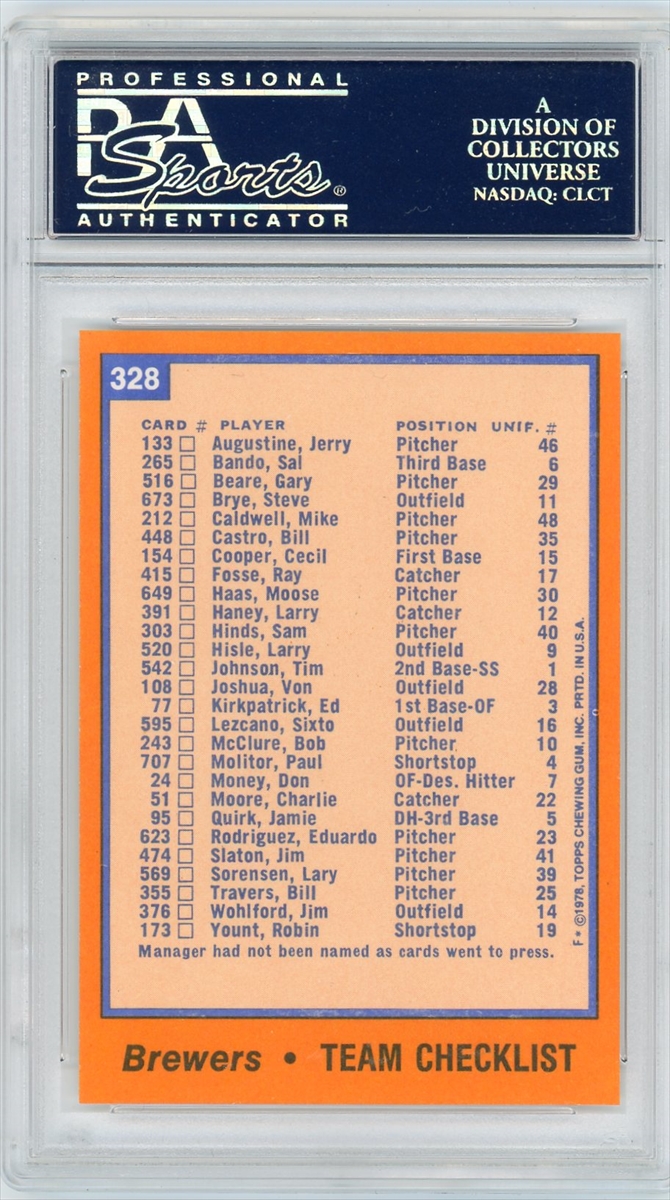 PROFESSIONAL
PSA
Sports®
AUTHENTICATOR
A
DIVISION OF
COLLECTORS
UNIVERSE
NASDAQ: CLCT
328
CARD # PLAYER POSITION UNIF. #
133 Augustine, Jerry Pitcher 46
265 Bando, Sal Third Base 6
516 Beare, Gary Pitcher 29
673 Brye, Steve Outfield 11
212 Caldwell, Mike Pitcher 48
448 Castro, Bill Pitcher 35
154 Cooper, Cecil First Base 15
415 Fosse, Ray Catcher 17
649 Haas, Moose Pitcher 30
391 Haney, Larry Catcher 12
303 Hinds, Sam Pitcher 40
520 Hisle, Larry Outfield 9
542 Johnson, Tim 2nd Base-SS 1
108 Joshua, Von Outfield 28
77 Kirkpatrick, Ed 1st Base-OF 3
595 Lezcano, Sixto Outfield 16
243 McClure, Bob Pitcher 10
707 Molitor, Paul Shortstop 4
24 Money, Don OF-Des. Hitter 7
51 Moore, Charlie Catcher 22
95 Quirk, Jamie DH-3rd Base 5
623 Rodriguez, Eduardo Pitcher 23
474 Slaton, Jim Pitcher 41
569 Sorensen, Lary Pitcher 39
355 Travers, Bill Pitcher 25
376 Wohlford, Jim Outfield 14
173 Yount, Robin Shortstop 19
Manager had not been named as cards went to press.
F* ©1978, TOPPS CHEWING GUM, INC. PRTD. IN U.S.A.
Brewers • TEAM CHECKLIST